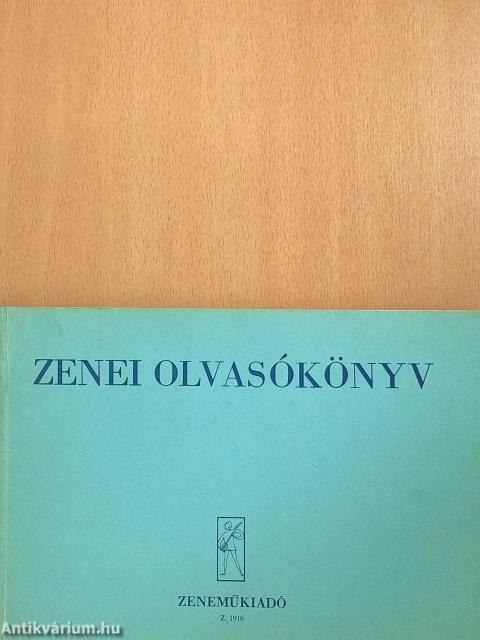 ZENEI OLVASÓKÖNYV
ZENEMŰKIADÓ
Z. 1916
Antikvárium.hu